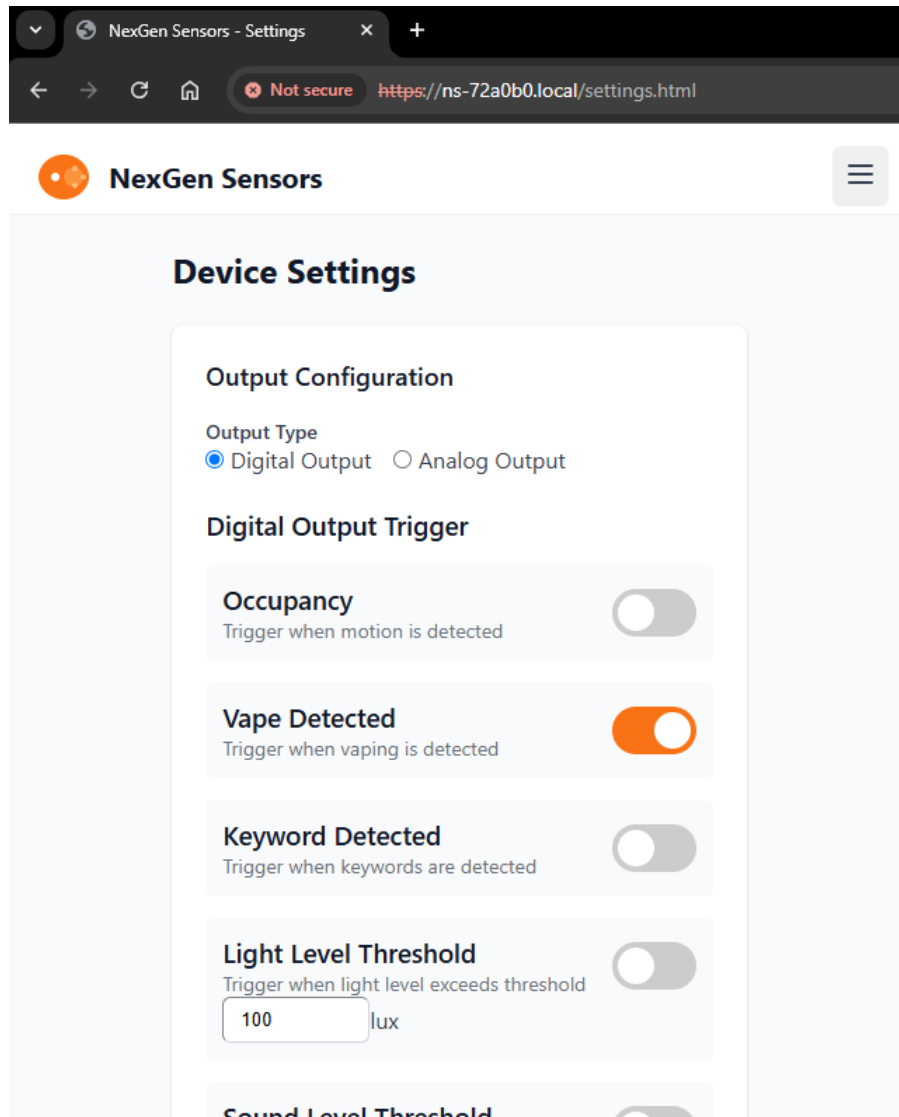 NexGen Sensors - Settings
Not secure https://ns-72a0b0.local/settings.html
NexGen Sensors
Device Settings
Output Configuration
Output Type
Digital Output Analog Output
Digital Output Trigger
Occupancy
Trigger when motion is detected
Vape Detected
Trigger when vaping is detected
Keyword Detected
Trigger when keywords are detected
Light Level Threshold
Trigger when light level exceeds threshold
100 lux
Sound Level Threshold